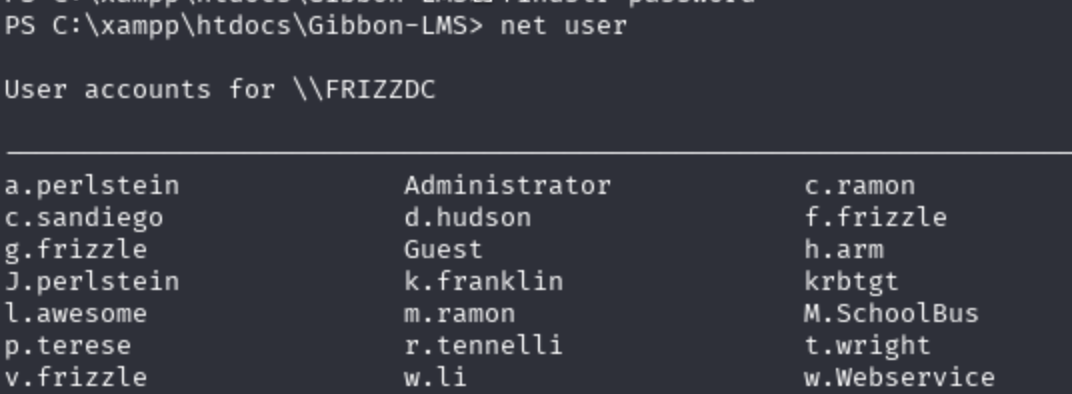 PS C:\xampp\htdocs\Gibbon-LMS> net user
User accounts for \\FRIZZDC
a.perlstein Administrator c.ramon
c.sandiego d.hudson f.frizzle
g.frizzle Guest h.arm
J.perlstein k.franklin krbtgt
l.awesome m.ramon M.SchoolBus
p.terese r.tennelli t.wright
v.frizzle w.li w.Webservice